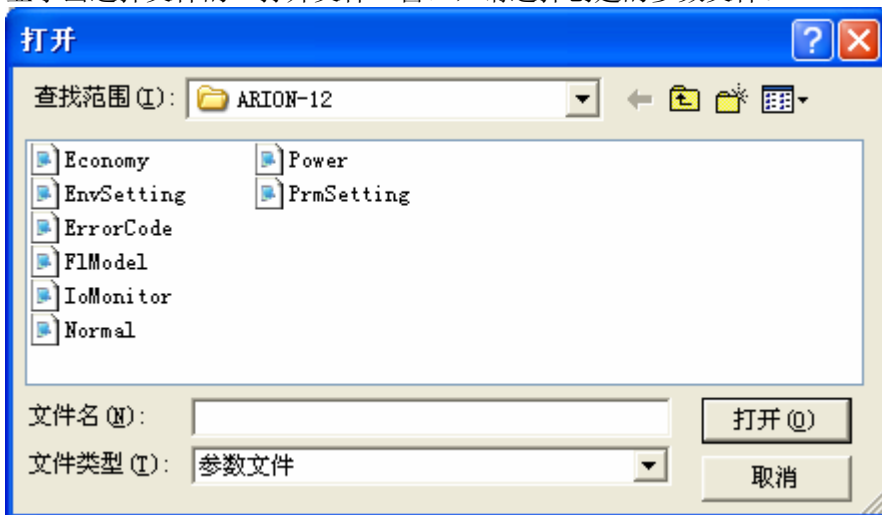 打开
查找范围(I): ARION-12
Economy
EnvSetting
ErrorCode
FlModel
IoMonitor
Normal
Power
PrmSetting
文件名(N):
打开(O)
文件类型(T): 参数文件
取消